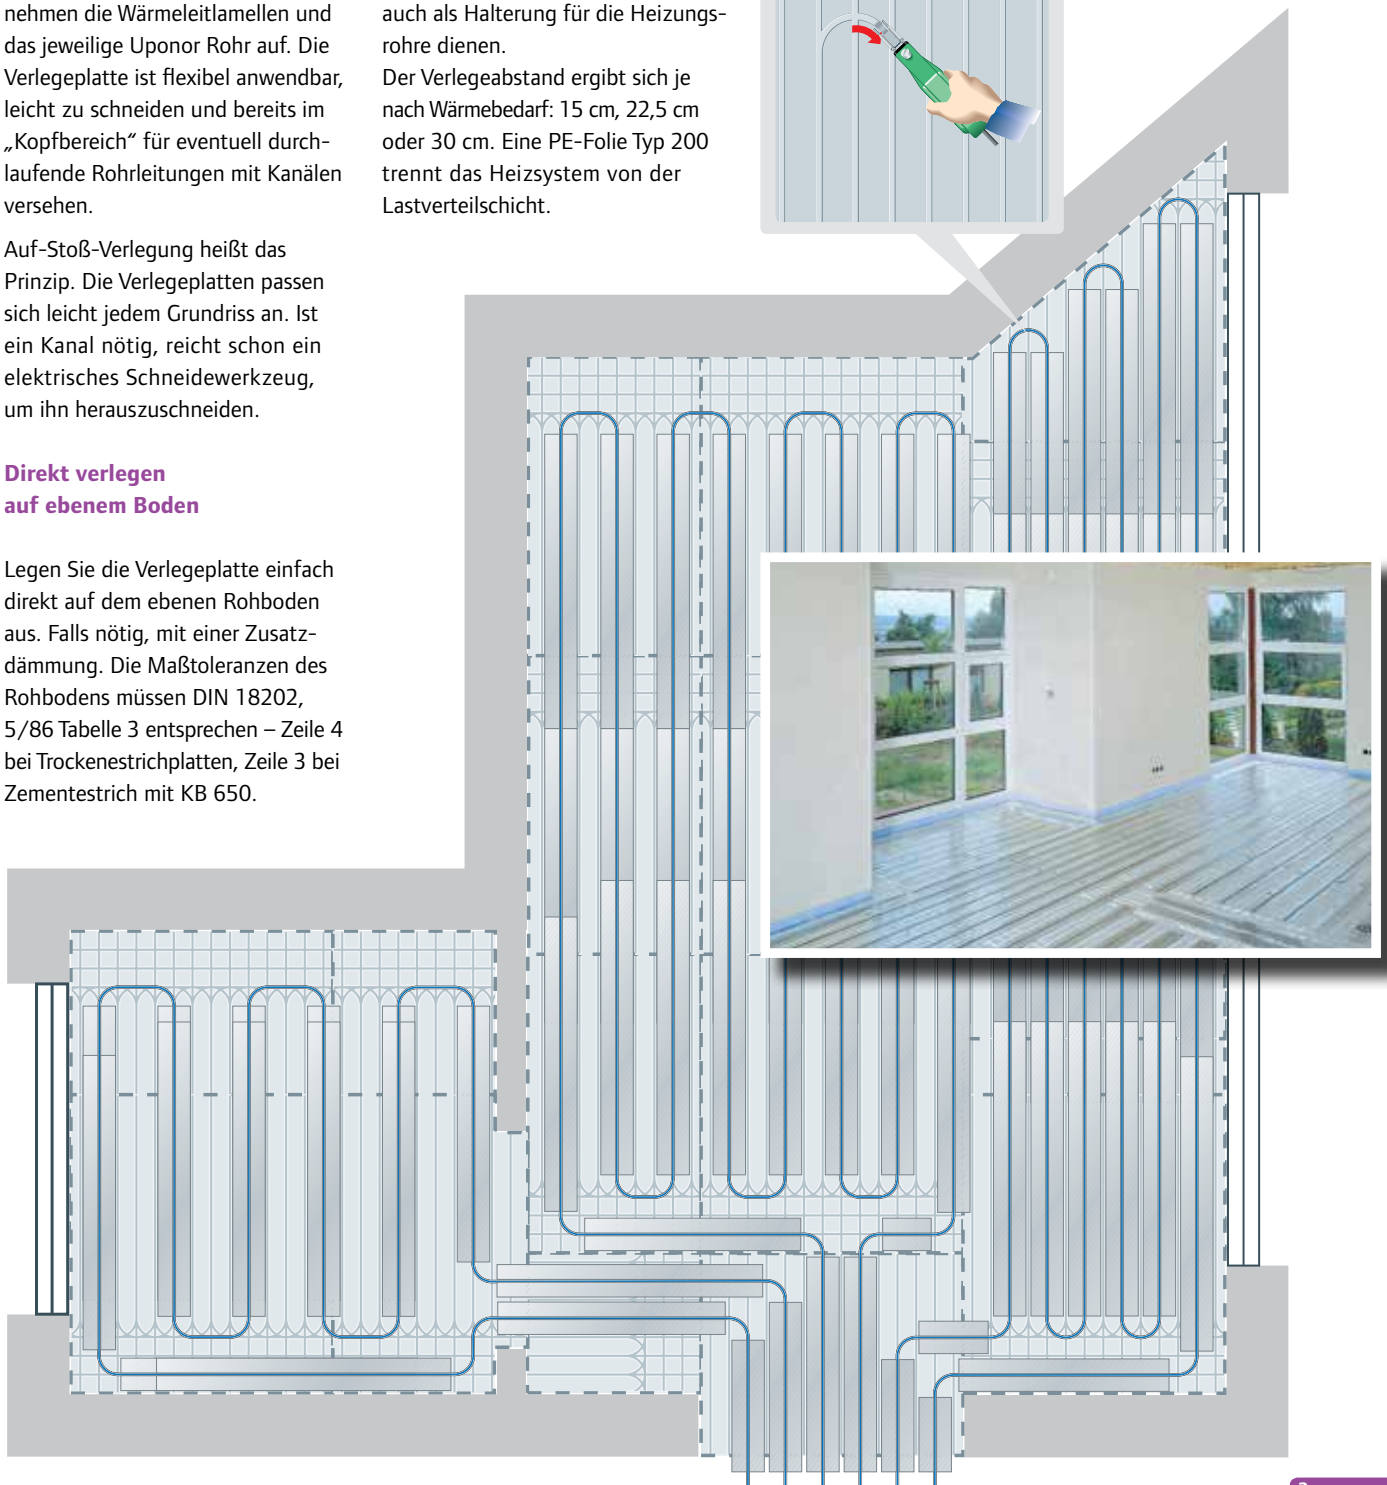 nehmen die Wärmeleitlamellen und
das jeweilige Uponor Rohr auf. Die
Verlegeplatte ist flexibel anwendbar,
leicht zu schneiden und bereits im
„Kopfbereich“ für eventuell durch-
laufende Rohrleitungen mit Kanälen
versehen.
Auf-Stoß-Verlegung heißt das
Prinzip. Die Verlegeplatten passen
sich leicht jedem Grundriss an. Ist
ein Kanal nötig, reicht schon ein
elektrisches Schneidewerkzeug,
um ihn herauszuschneiden.
Direkt verlegen
auf ebenem Boden
Legen Sie die Verlegeplatte einfach
direkt auf dem ebenen Rohboden
aus. Falls nötig, mit einer Zusatz-
dämmung. Die Maßtoleranzen des
Rohbodens müssen DIN 18202,
5/86 Tabelle 3 entsprechen – Zeile 4
bei Trockenestrichplatten, Zeile 3 bei
Zementestrich mit KB 650.
auch als Halterung für die Heizungs-
rohre dienen.
Der Verlegeabstand ergibt sich je
nach Wärmebedarf: 15 cm, 22,5 cm
oder 30 cm. Eine PE-Folie Typ 200
trennt das Heizsystem von der
Lastverteilschicht.